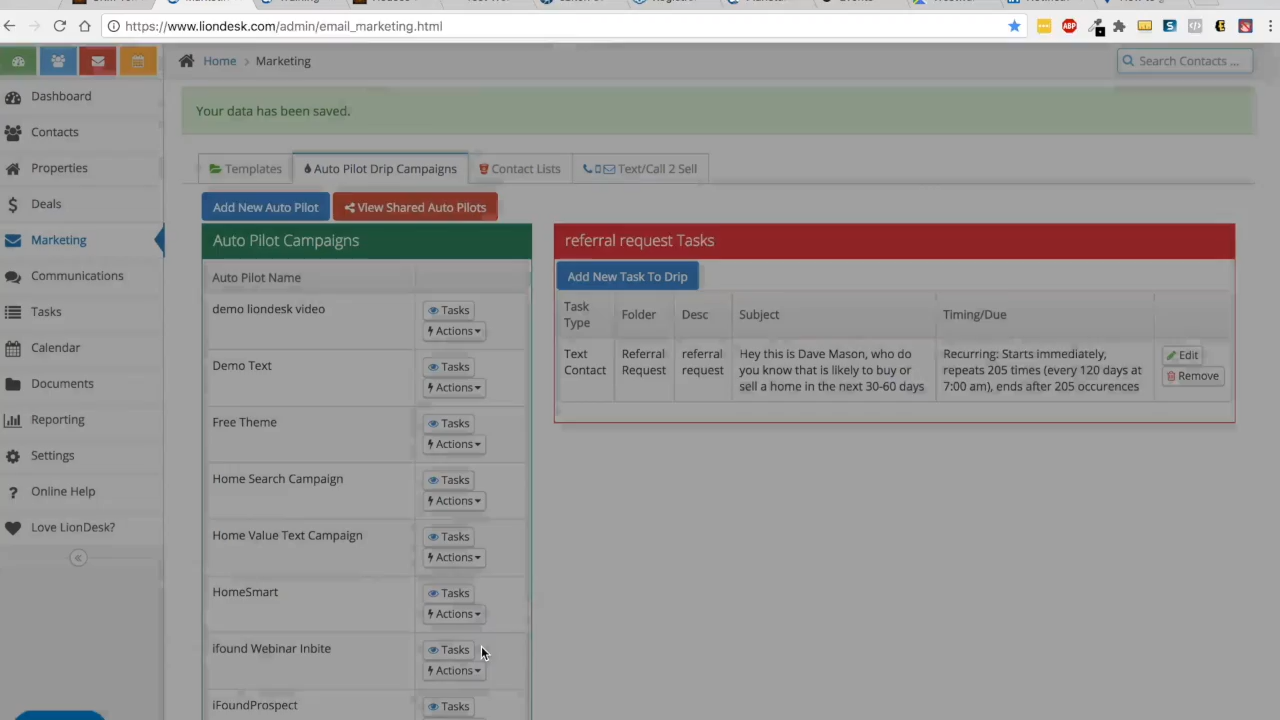 https://www.liondesk.com/admin/email_marketing.html
ABP
Home > Marketing
Search Contacts ...
Dashboard
Contacts
Properties
Deals
Marketing
Communications
Tasks
Calendar
Documents
Reporting
Settings
Online Help
Love LionDesk?
Your data has been saved.
Templates
Auto Pilot Drip Campaigns
Contact Lists
Text/Call 2 Sell
Add New Auto Pilot
View Shared Auto Pilots
Auto Pilot Campaigns
Auto Pilot Name
demo liondesk video
Tasks
Actions
Demo Text
Tasks
Actions
Free Theme
Tasks
Actions
Home Search Campaign
Tasks
Actions
Home Value Text Campaign
Tasks
Actions
HomeSmart
Tasks
Actions
ifound Webinar Inbite
Tasks
Actions
iFoundProspect
Tasks
referral request Tasks
Add New Task To Drip
Task
Type
Folder
Desc
Subject
Timing/Due
Text
Contact
Referral
Request
referral
request
Hey this is Dave Mason, who do
you know that is likely to buy or
sell a home in the next 30-60 days
Recurring: Starts immediately,
repeats 205 times (every 120 days at
7:00 am), ends after 205 occurences
Edit
Remove